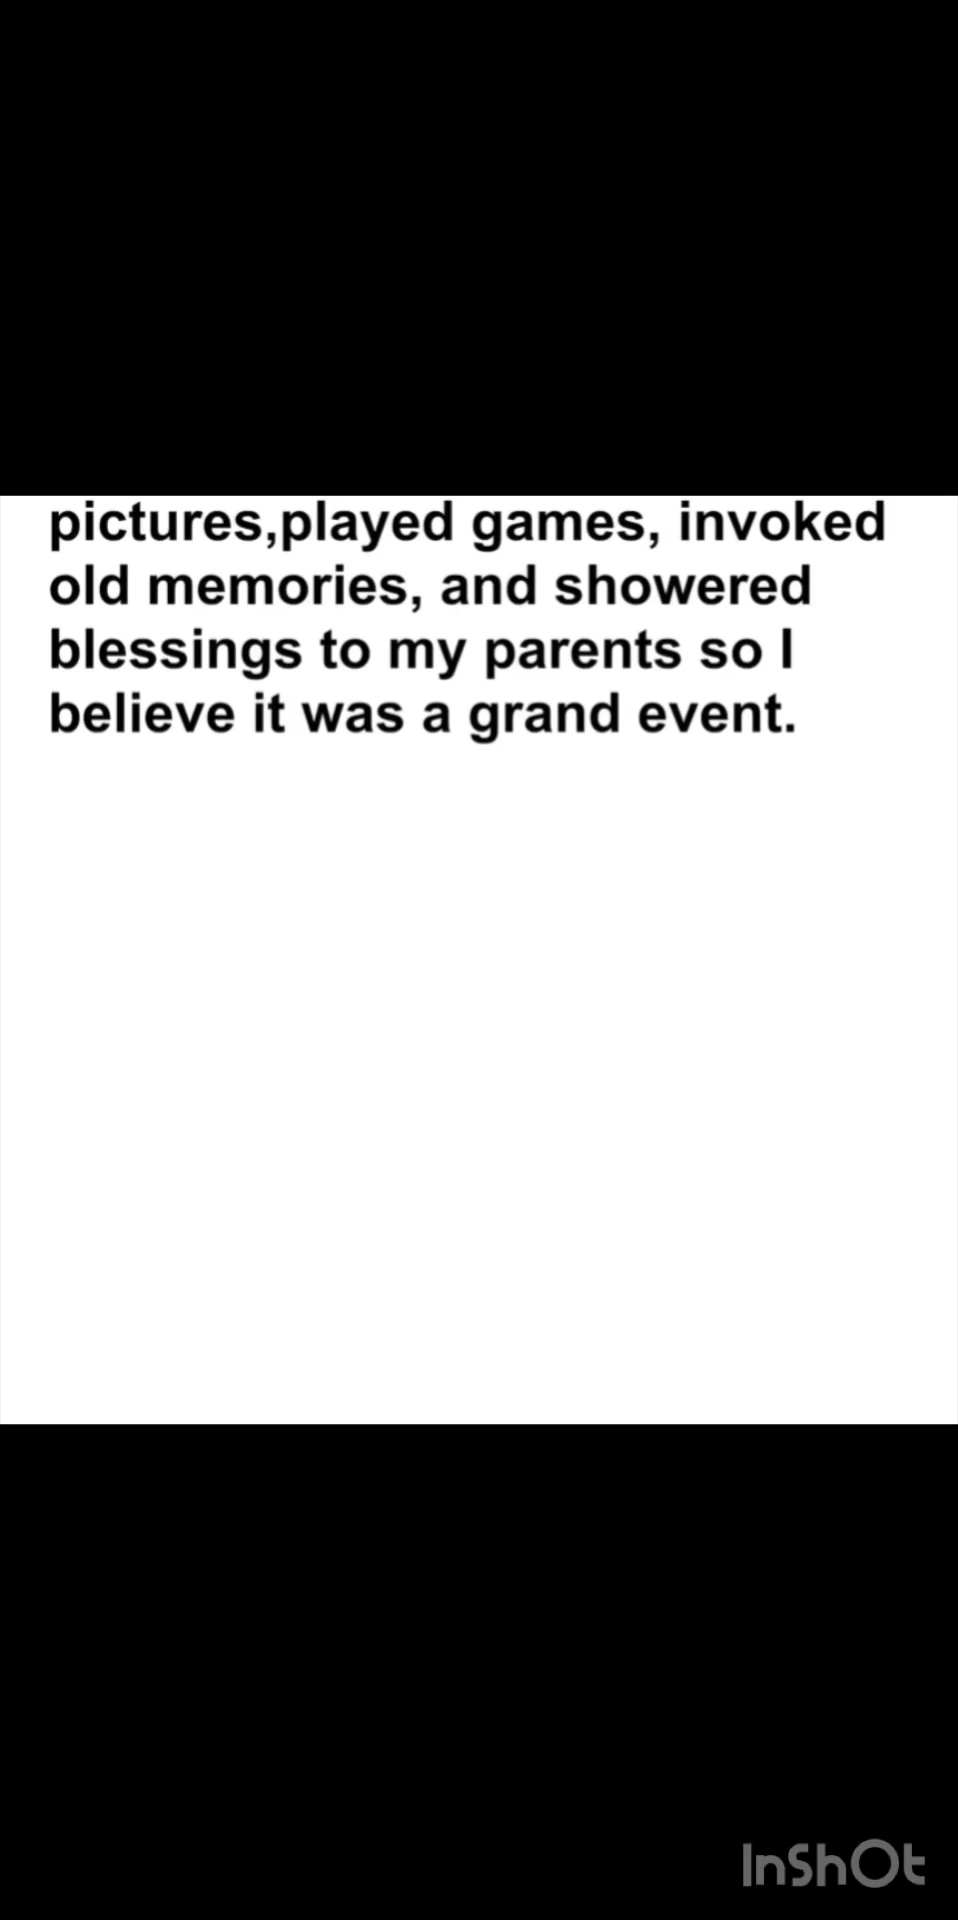 pictures,played games, invoked
old memories, and showered
blessings to my parents so I
believe it was a grand event.
InShOt